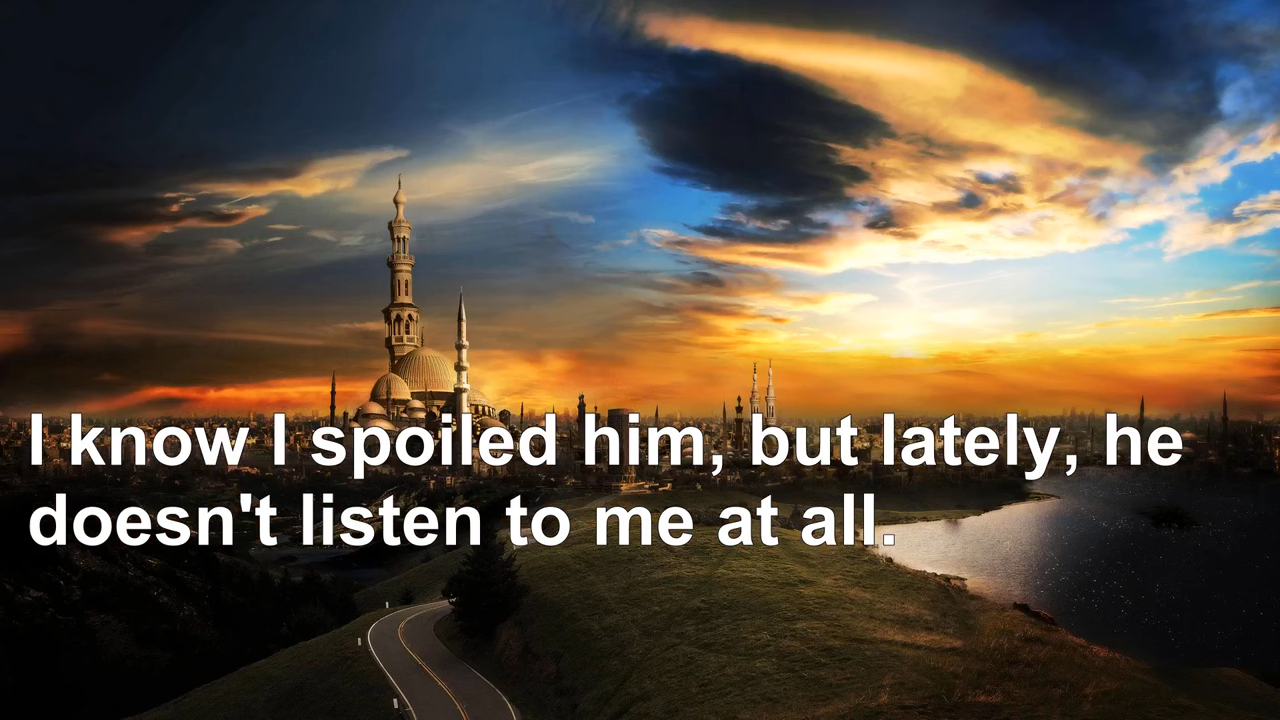 I know I spoiled him, but lately, he
doesn't listen to me at all.